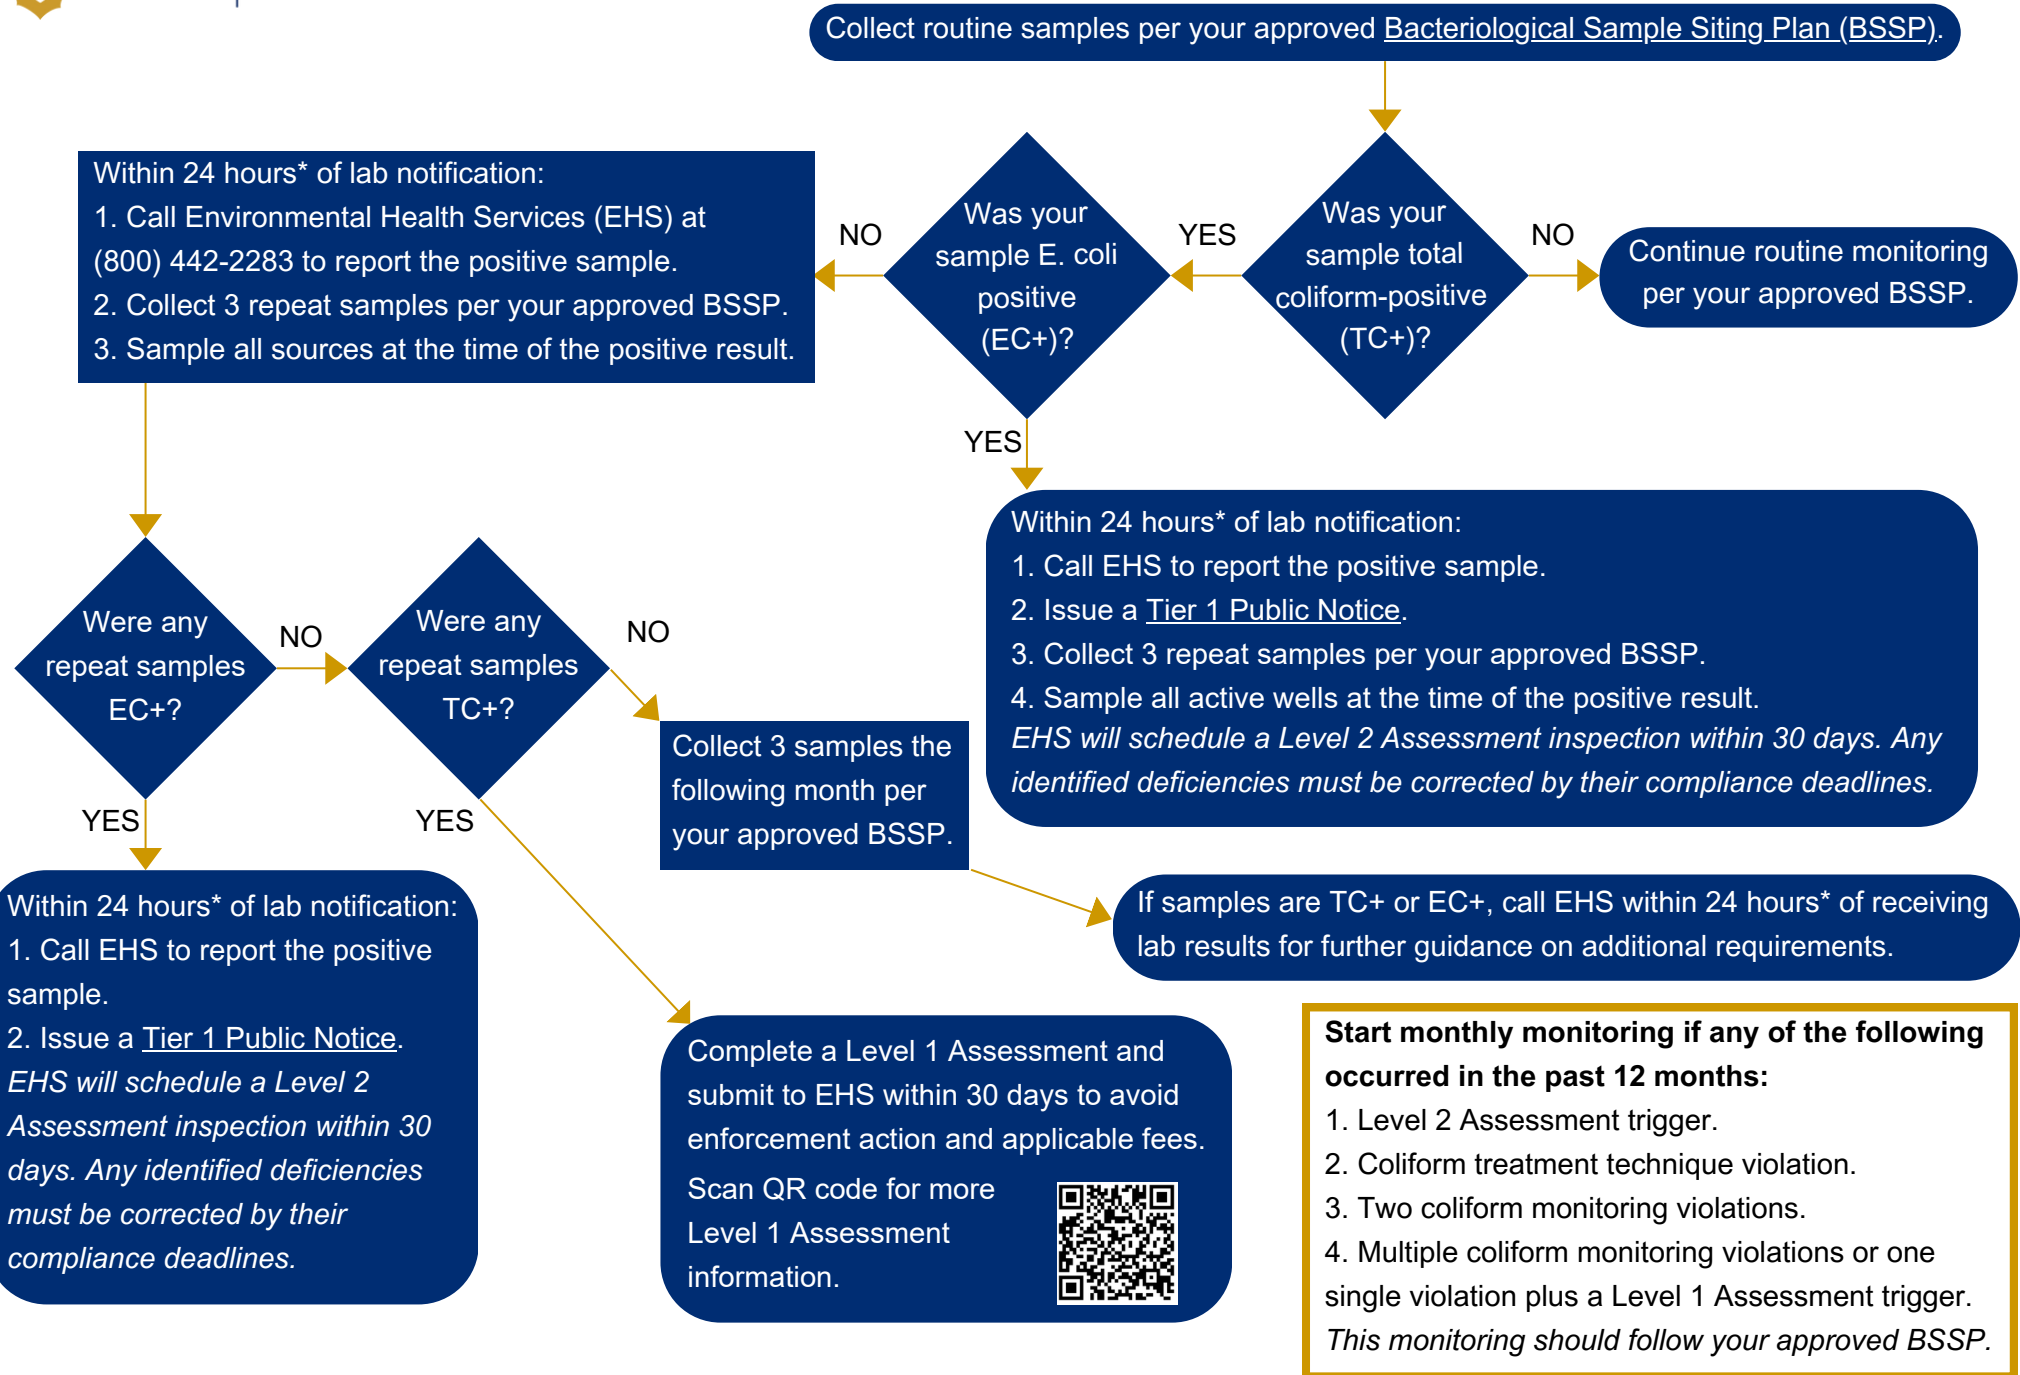 Collect routine samples per your approved Bacteriological Sample Siting Plan (BSSP).
Was your
sample total
coliform-positive
(TC+)?
NO
Continue routine monitoring
per your approved BSSP.
YES
Was your
sample E. coli
positive
(EC+)?
NO
Within 24 hours* of lab notification:
1. Call Environmental Health Services (EHS) at
(800) 442-2283 to report the positive sample.
2. Collect 3 repeat samples per your approved BSSP.
3. Sample all sources at the time of the positive result.
YES
Within 24 hours* of lab notification:
1. Call EHS to report the positive sample.
2. Issue a Tier 1 Public Notice.
3. Collect 3 repeat samples per your approved BSSP.
4. Sample all active wells at the time of the positive result.
EHS will schedule a Level 2 Assessment inspection within 30 days. Any
identified deficiencies must be corrected by their compliance deadlines.
Were any
repeat samples
EC+?
NO
Were any
repeat samples
TC+?
NO
Collect 3 samples the
following month per
your approved BSSP.
If samples are TC+ or EC+, call EHS within 24 hours* of receiving
lab results for further guidance on additional requirements.
YES
Within 24 hours* of lab notification:
1. Call EHS to report the positive
sample.
2. Issue a Tier 1 Public Notice.
EHS will schedule a Level 2
Assessment inspection within 30
days. Any identified deficiencies
must be corrected by their
compliance deadlines.
YES
Complete a Level 1 Assessment and
submit to EHS within 30 days to avoid
enforcement action and applicable fees.
Scan QR code for more
Level 1 Assessment
information.
Start monthly monitoring if any of the following
occurred in the past 12 months:
1. Level 2 Assessment trigger.
2. Coliform treatment technique violation.
3. Two coliform monitoring violations.
4. Multiple coliform monitoring violations or one
single violation plus a Level 1 Assessment trigger.
This monitoring should follow your approved BSSP.